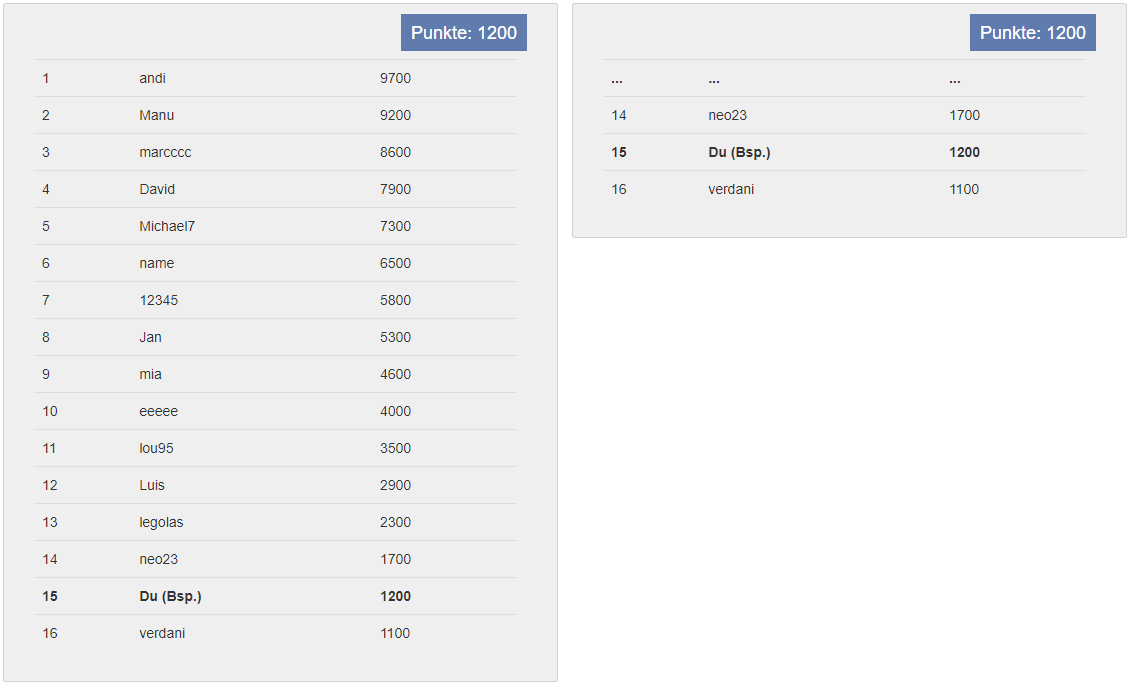 Punkte: 1200
1 andi 9700
2 Manu 9200
3 marcccc 8600
4 David 7900
5 Michael7 7300
6 name 6500
7 12345 5800
8 Jan 5300
9 mia 4600
10 eeeee 4000
11 lou95 3500
12 Luis 2900
13 legolas 2300
14 neo23 1700
15 Du (Bsp.) 1200
16 verdani 1100
Punkte: 1200
... ... ...
14 neo23 1700
15 Du (Bsp.) 1200
16 verdani 1100